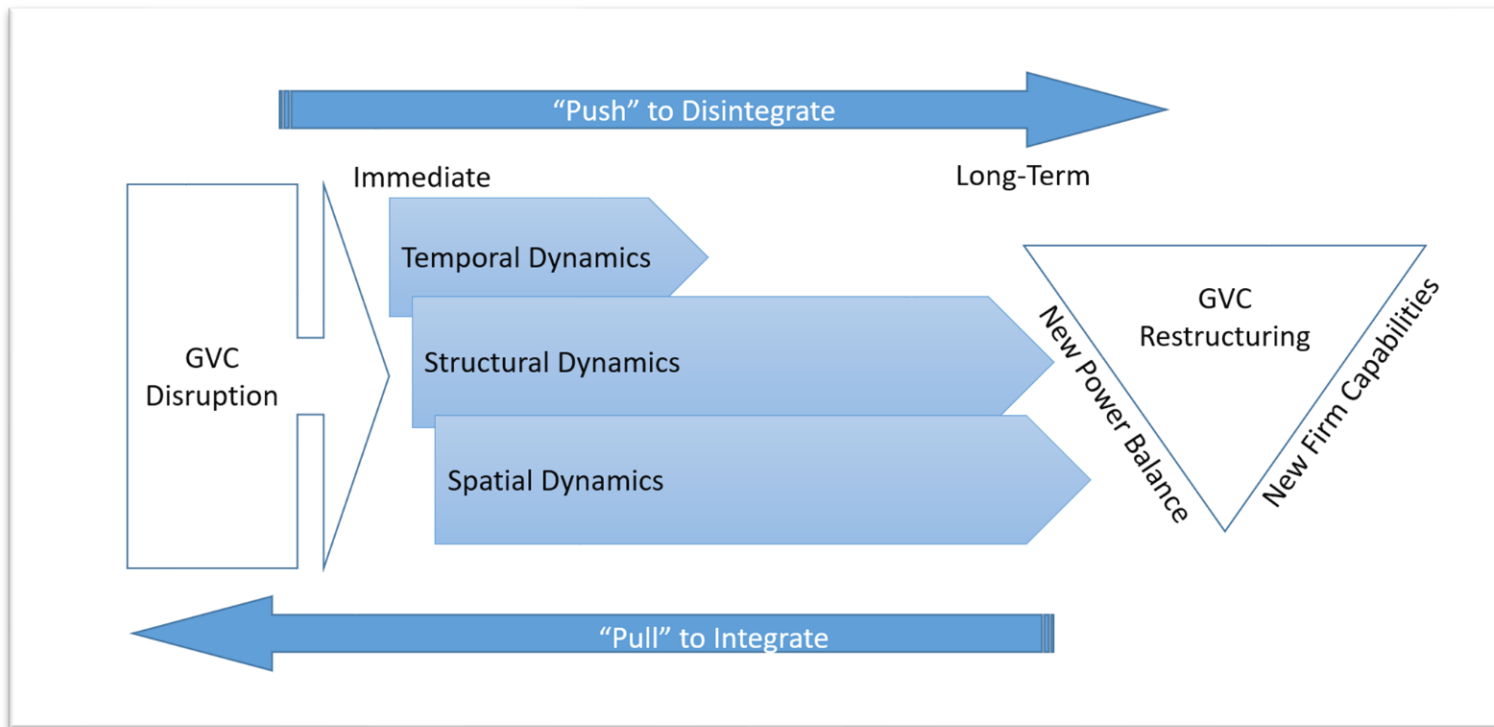 “Push” to Disintegrate
Immediate
Long-Term
GVC
Disruption
Temporal Dynamics
Structural Dynamics
Spatial Dynamics
GVC
Restructuring
New Power Balance
New Firm Capabilities
“Pull” to Integrate